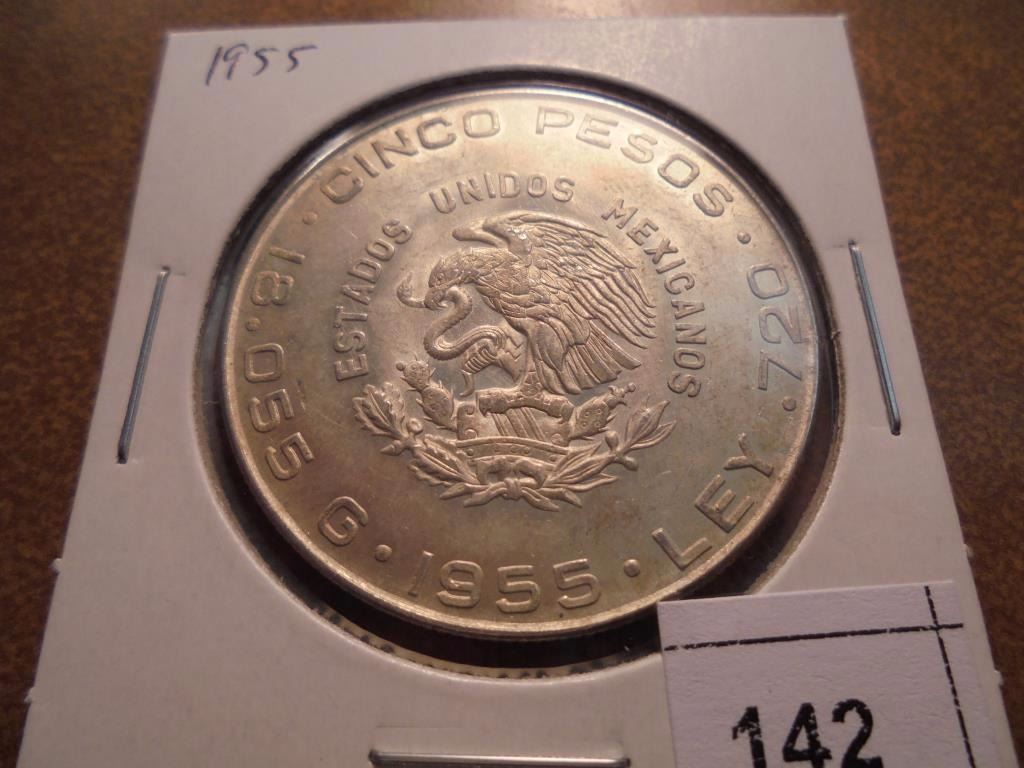 1955
· CINCO PESOS ·
ESTADOS UNIDOS MEXICANOS
18.055 G · 1955 · LEY .720
142